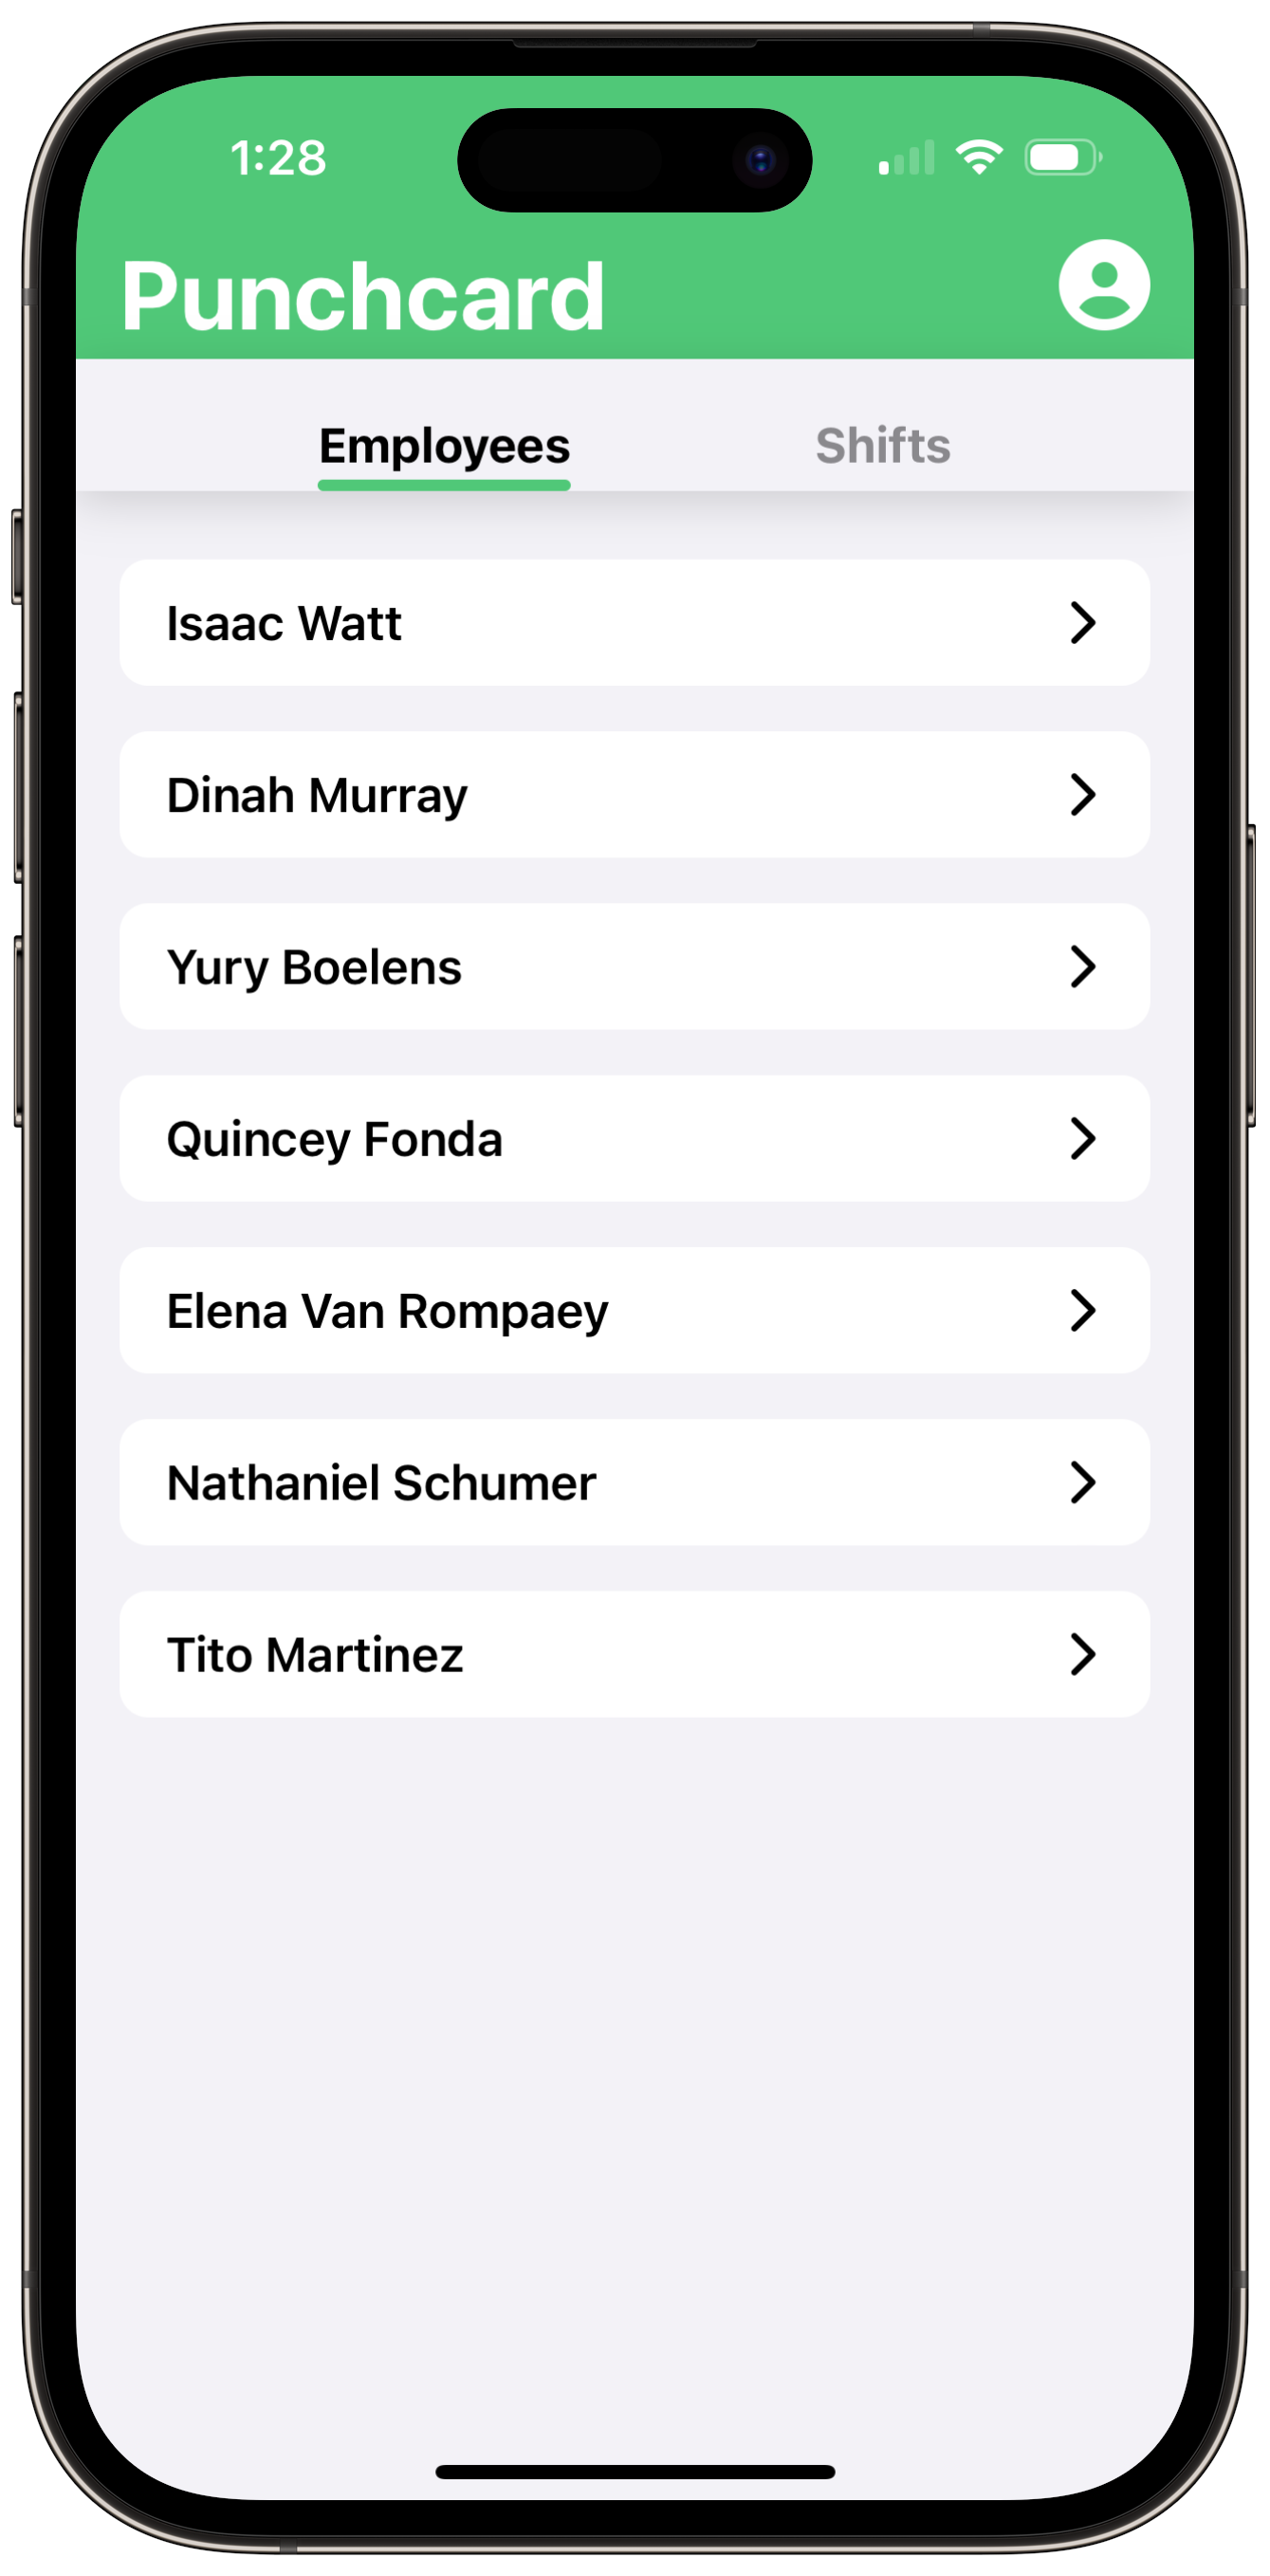 1:28
Punchcard
Employees Shifts
Isaac Watt
Dinah Murray
Yury Boelens
Quincey Fonda
Elena Van Rompaey
Nathaniel Schumer
Tito Martinez